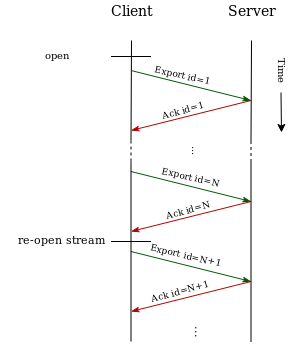 Client
Server
open
Time
Export id=1
Ack id=1
...
Export id=N
Ack id=N
re-open stream
Export id=N+1
Ack id=N+1
...